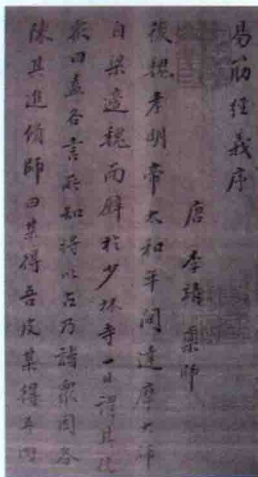 易筋經義序
唐 李靖 藥師
後魏孝明帝太和年間達摩大師
自梁適魏面壁於少林寺一日謂其徒
衆曰盍各言所知將以占乃詣衆因各
陳其進脩師曰某得吾皮某得吾肉